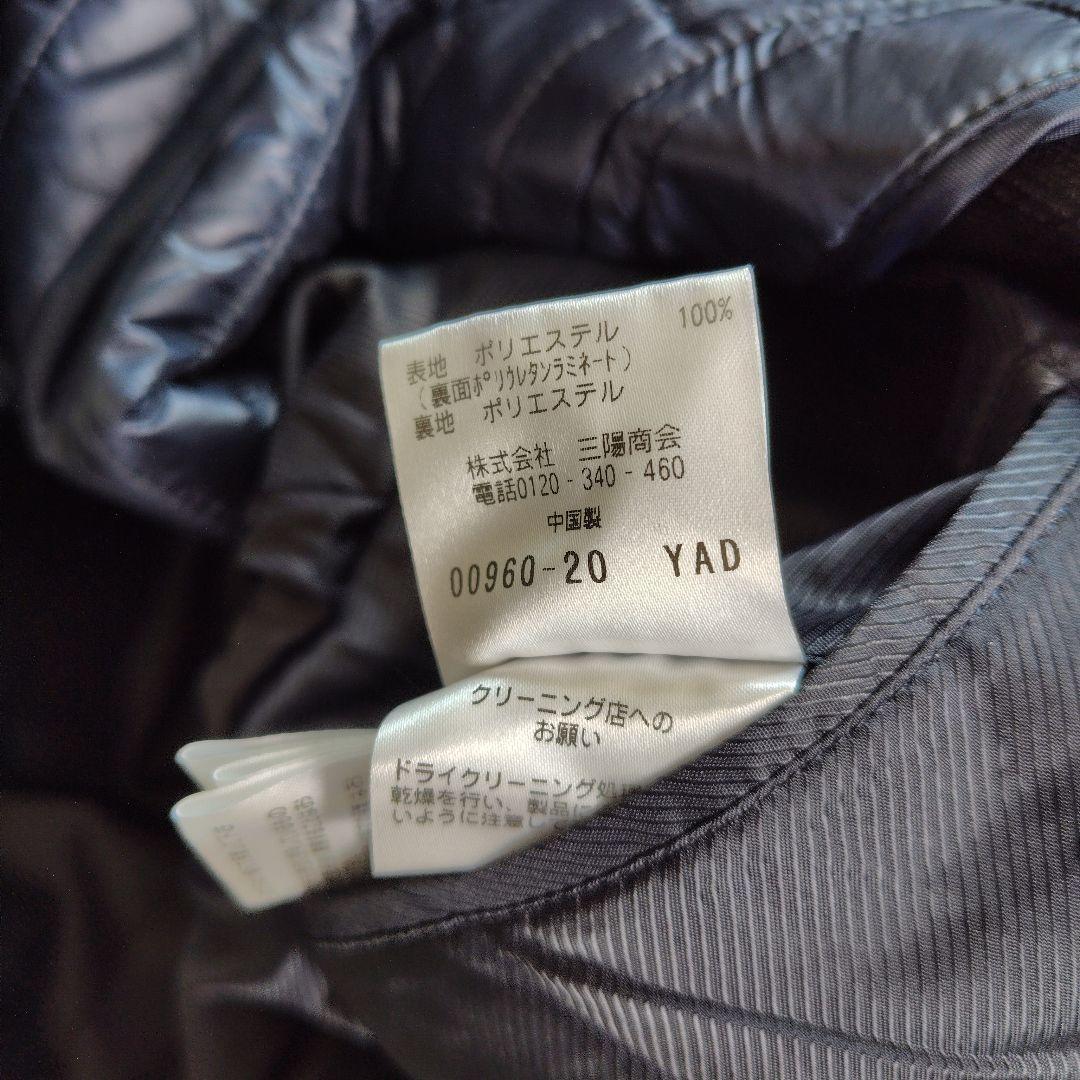 表地 ポリエステル 100%
(裏面ポリウレタンラミネート)
裏地 ポリエステル
株式会社 三陽商会
電話0120-340-460
中国製
00960-20 YAD
クリーニング店への
お願い
ドライクリーニング処
乾燥を行い、製品に
いように注意し